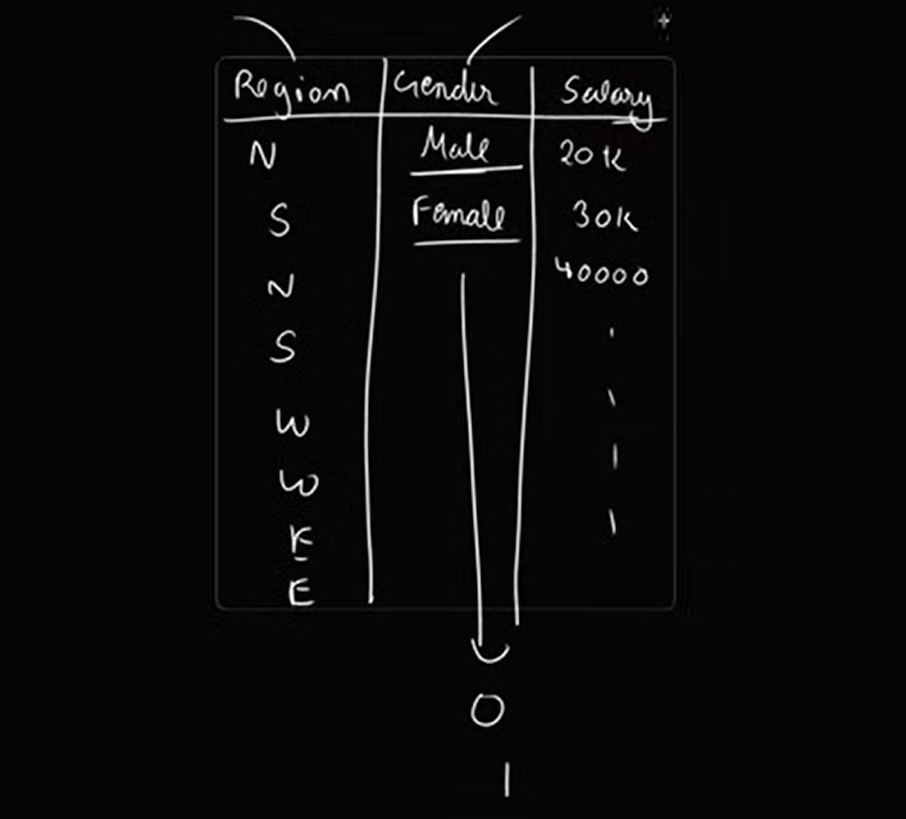 Region Gender Salary
N Male 20K
S Female 30K
N 40000
S
W
W
E
E
0
1